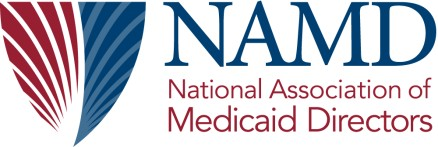 NAMD
National Association of
Medicaid Directors